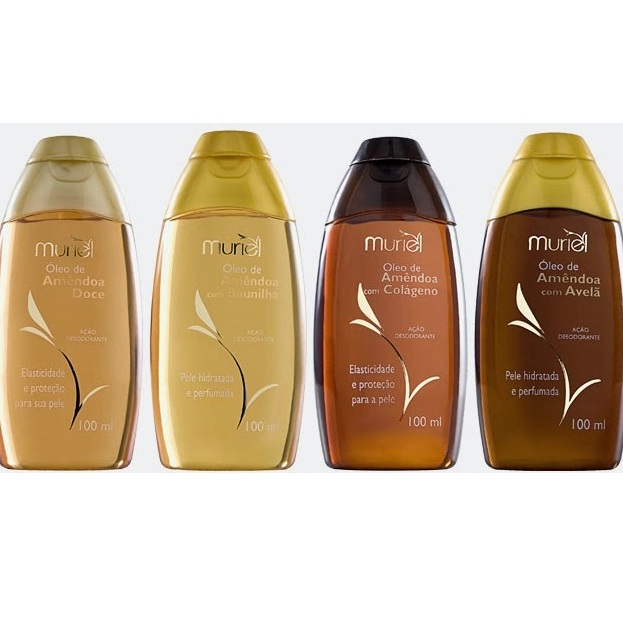 muriel
Óleo de
Amêndoa
Doce
AÇÃO
DESODORANTE
Elasticidade
e proteção
para sua pele
100 ml
muriel
Óleo de
Amêndoa
com Baunilha
Pele hidratada
e perfumada
100 ml
muriel
Óleo de
Amêndoa
com Colágeno
AÇÃO
DESODORANTE
Elasticidade
e proteção
para a pele
100 ml
muriel
Óleo de
Amêndoa
com Avelã
AÇÃO
DESODORANTE
Pele hidratada
e perfumada
100 ml